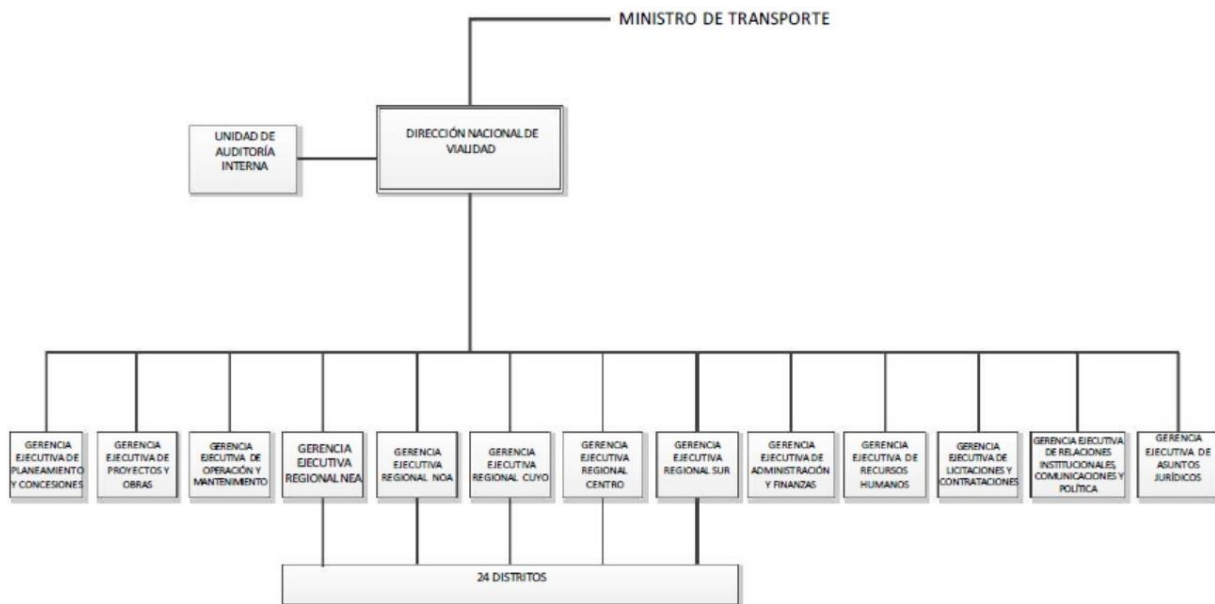 MINISTRO DE TRANSPORTE
UNIDAD DE
AUDITORÍA
INTERNA
DIRECCIÓN NACIONAL DE
VIALIDAD
GERENCIA
EJECUTIVA DE
PLANEAMIENTO
Y CONCESIONES
GERENCIA
EJECUTIVA DE
PROYECTOS Y
OBRAS
GERENCIA
EJECUTIVA DE
OPERACIÓN Y
MANTENIMIENTO
GERENCIA
EJECUTIVA
REGIONAL NEA
GERENCIA
EJECUTIVA
REGIONAL NOA
GERENCIA
EJECUTIVA
REGIONAL CUYO
GERENCIA
EJECUTIVA
REGIONAL
CENTRO
GERENCIA
EJECUTIVA
REGIONAL SUR
GERENCIA
EJECUTIVA DE
ADMINISTRACIÓN
Y FINANZAS
GERENCIA
EJECUTIVA DE
RECURSOS
HUMANOS
GERENCIA
EJECUTIVA DE
LICITACIONES Y
CONTRATACIONES
GERENCIA EJECUTIVA
DE RELACIONES
INSTITUCIONALES,
COMUNICACIONES Y
POLÍTICA
GERENCIA
EJECUTIVA DE
ASUNTOS
JURÍDICOS
24 DISTRITOS